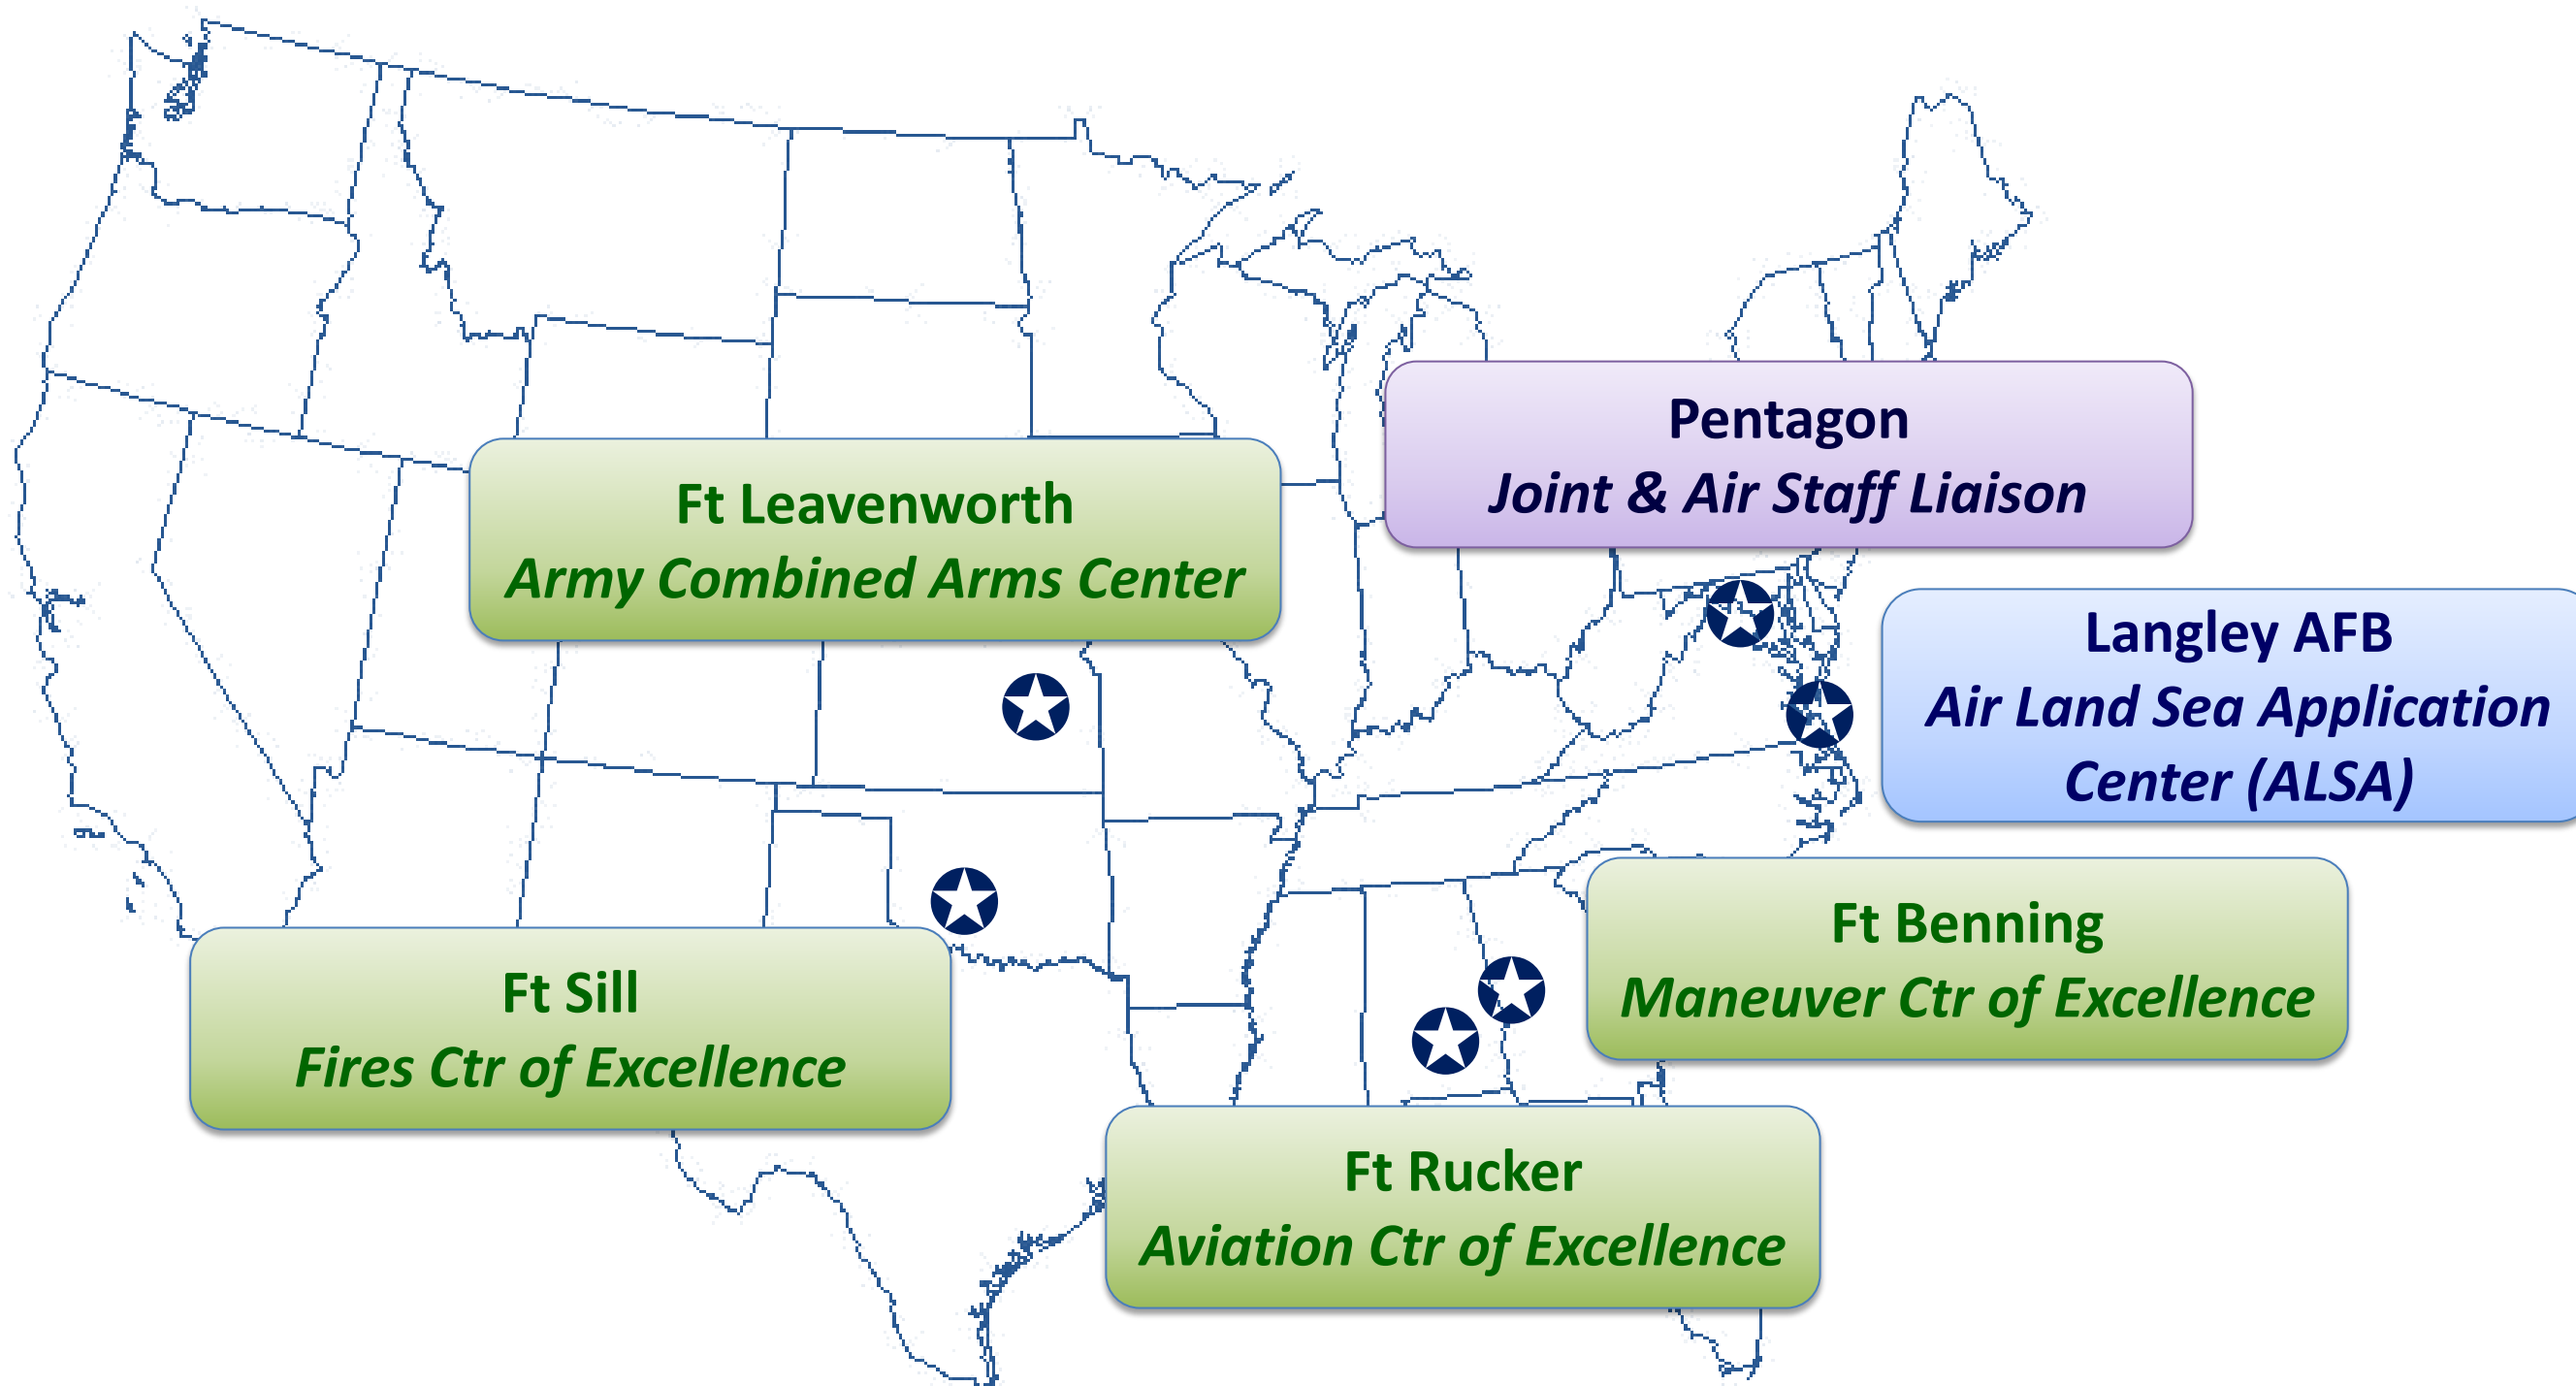 Pentagon
Joint & Air Staff Liaison
Ft Leavenworth
Army Combined Arms Center
Langley AFB
Air Land Sea Application
Center (ALSA)
Ft Benning
Maneuver Ctr of Excellence
Ft Sill
Fires Ctr of Excellence
Ft Rucker
Aviation Ctr of Excellence